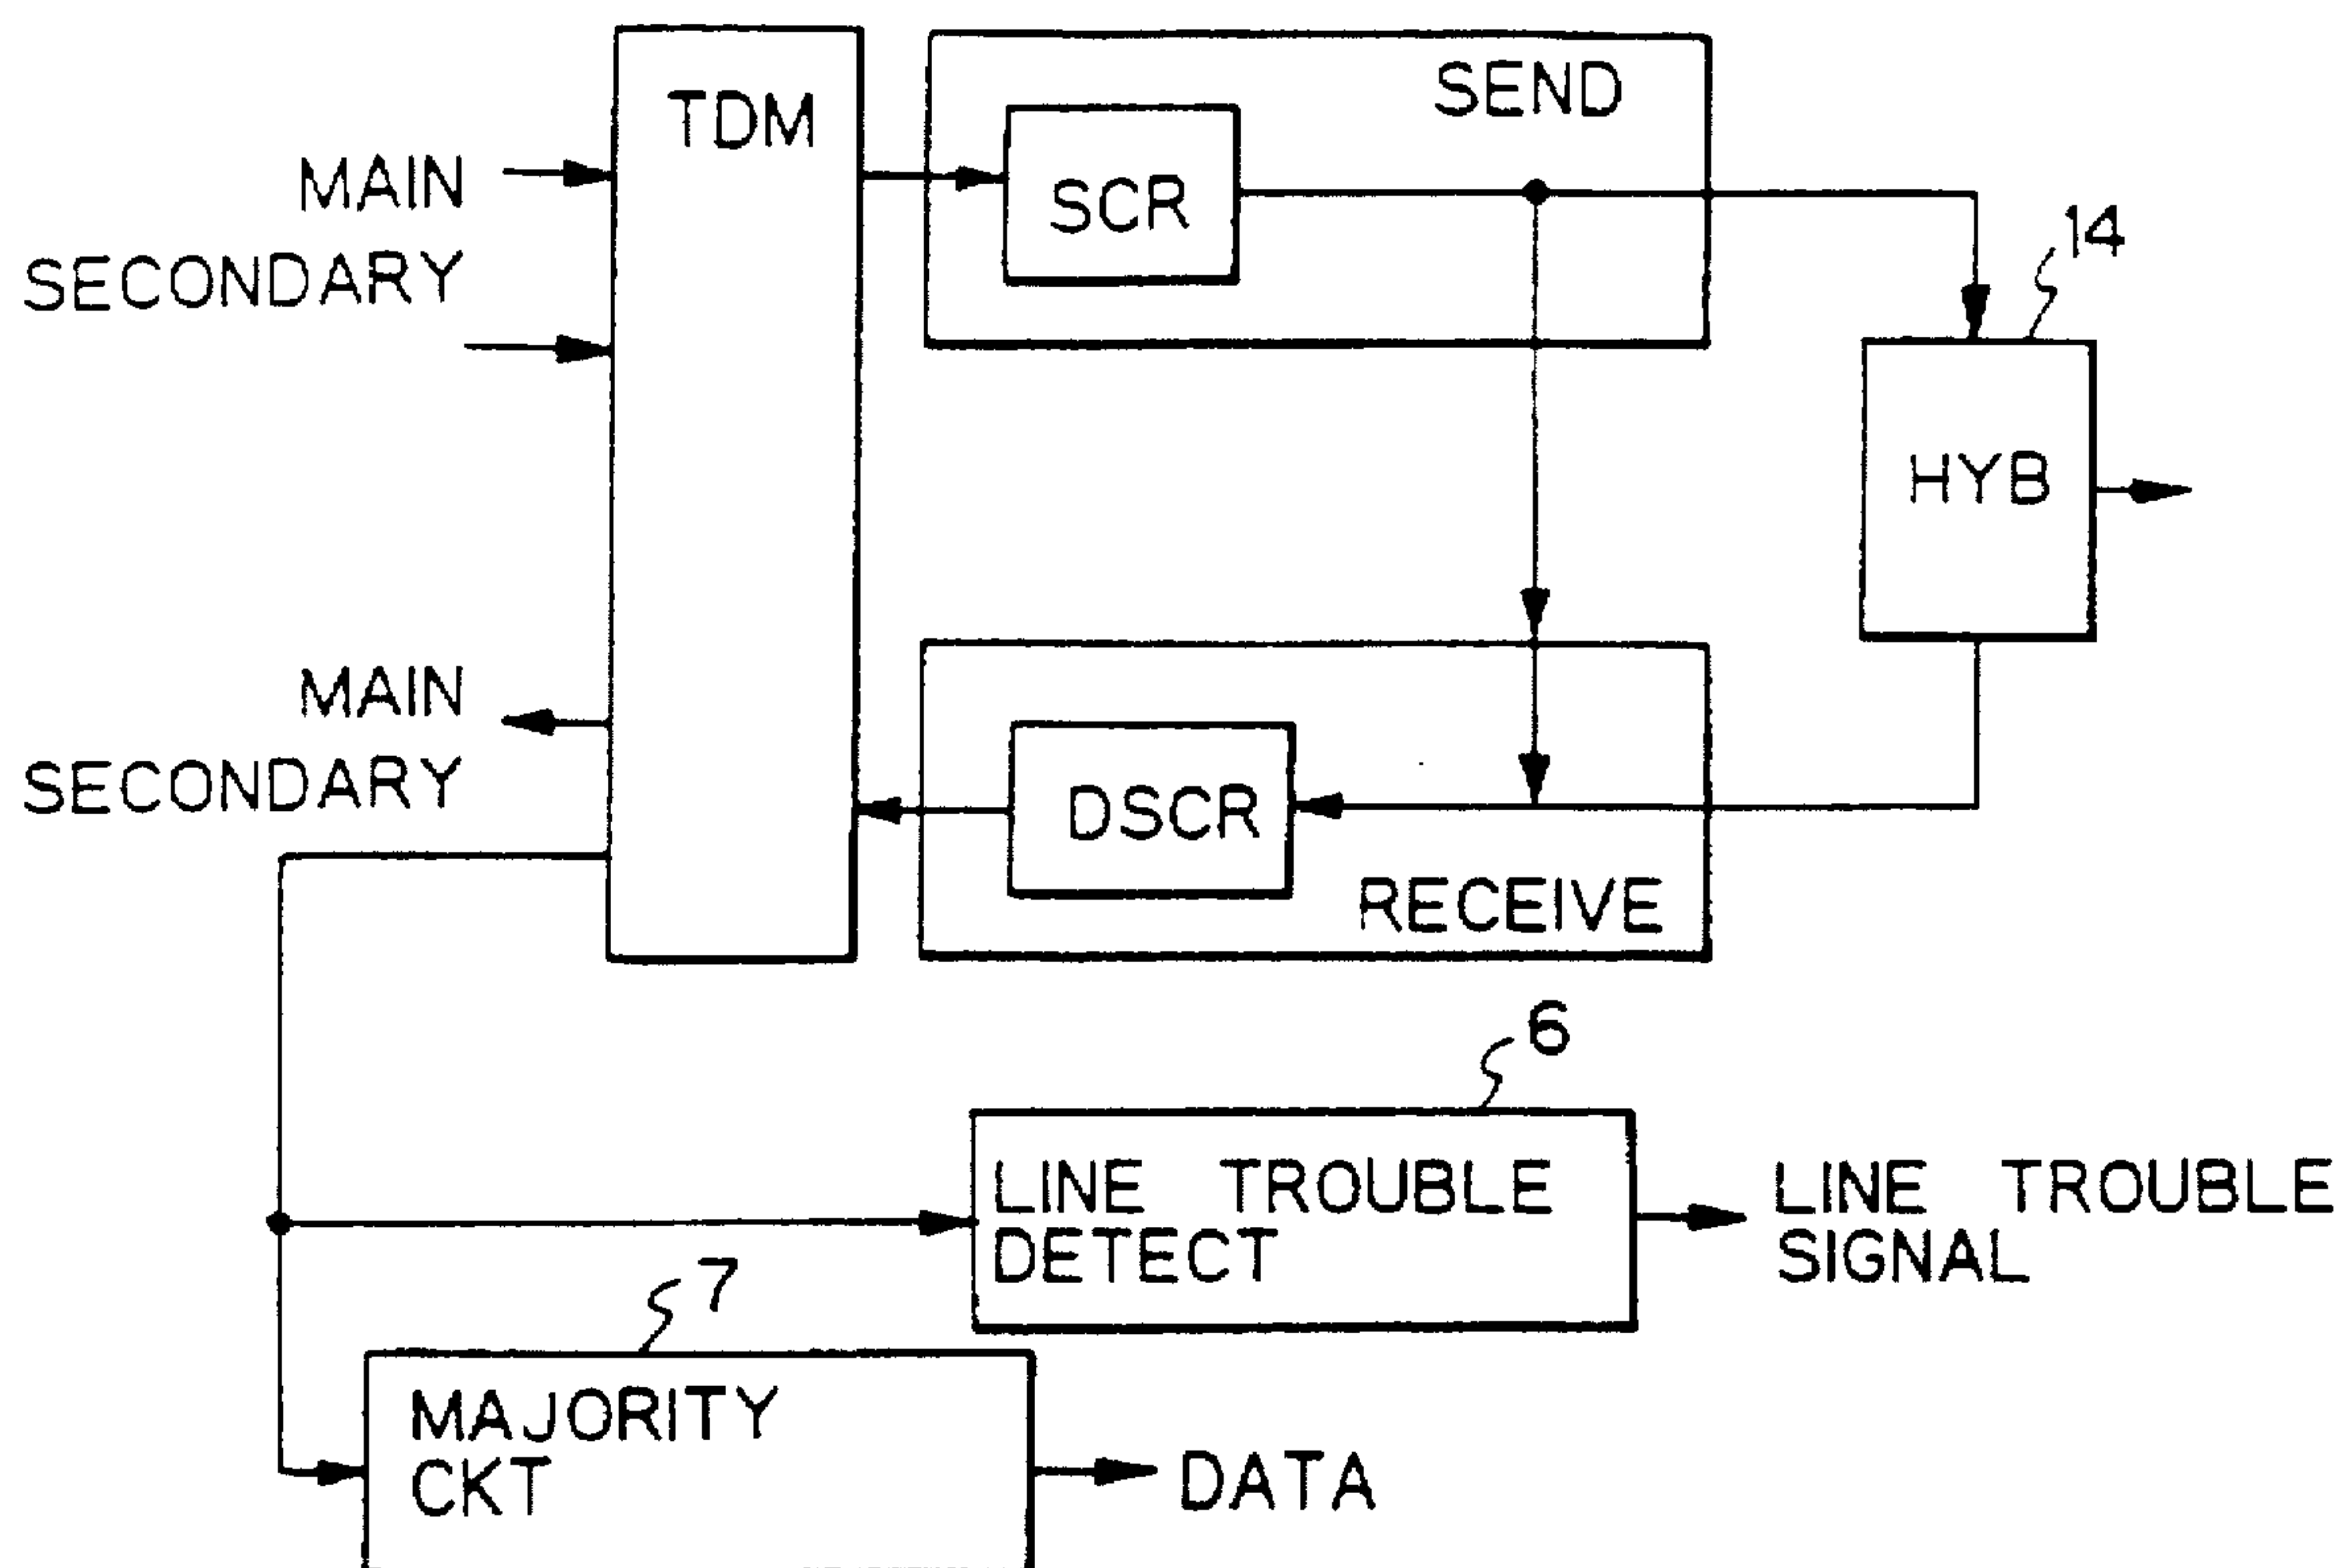 TDM
SEND
MAIN
SCR
SECONDARY
14
HYB
MAIN
SECONDARY
DSCR
RECEIVE
6
LINE TROUBLE
DETECT
LINE TROUBLE
SIGNAL
7
MAJORITY
CKT
DATA